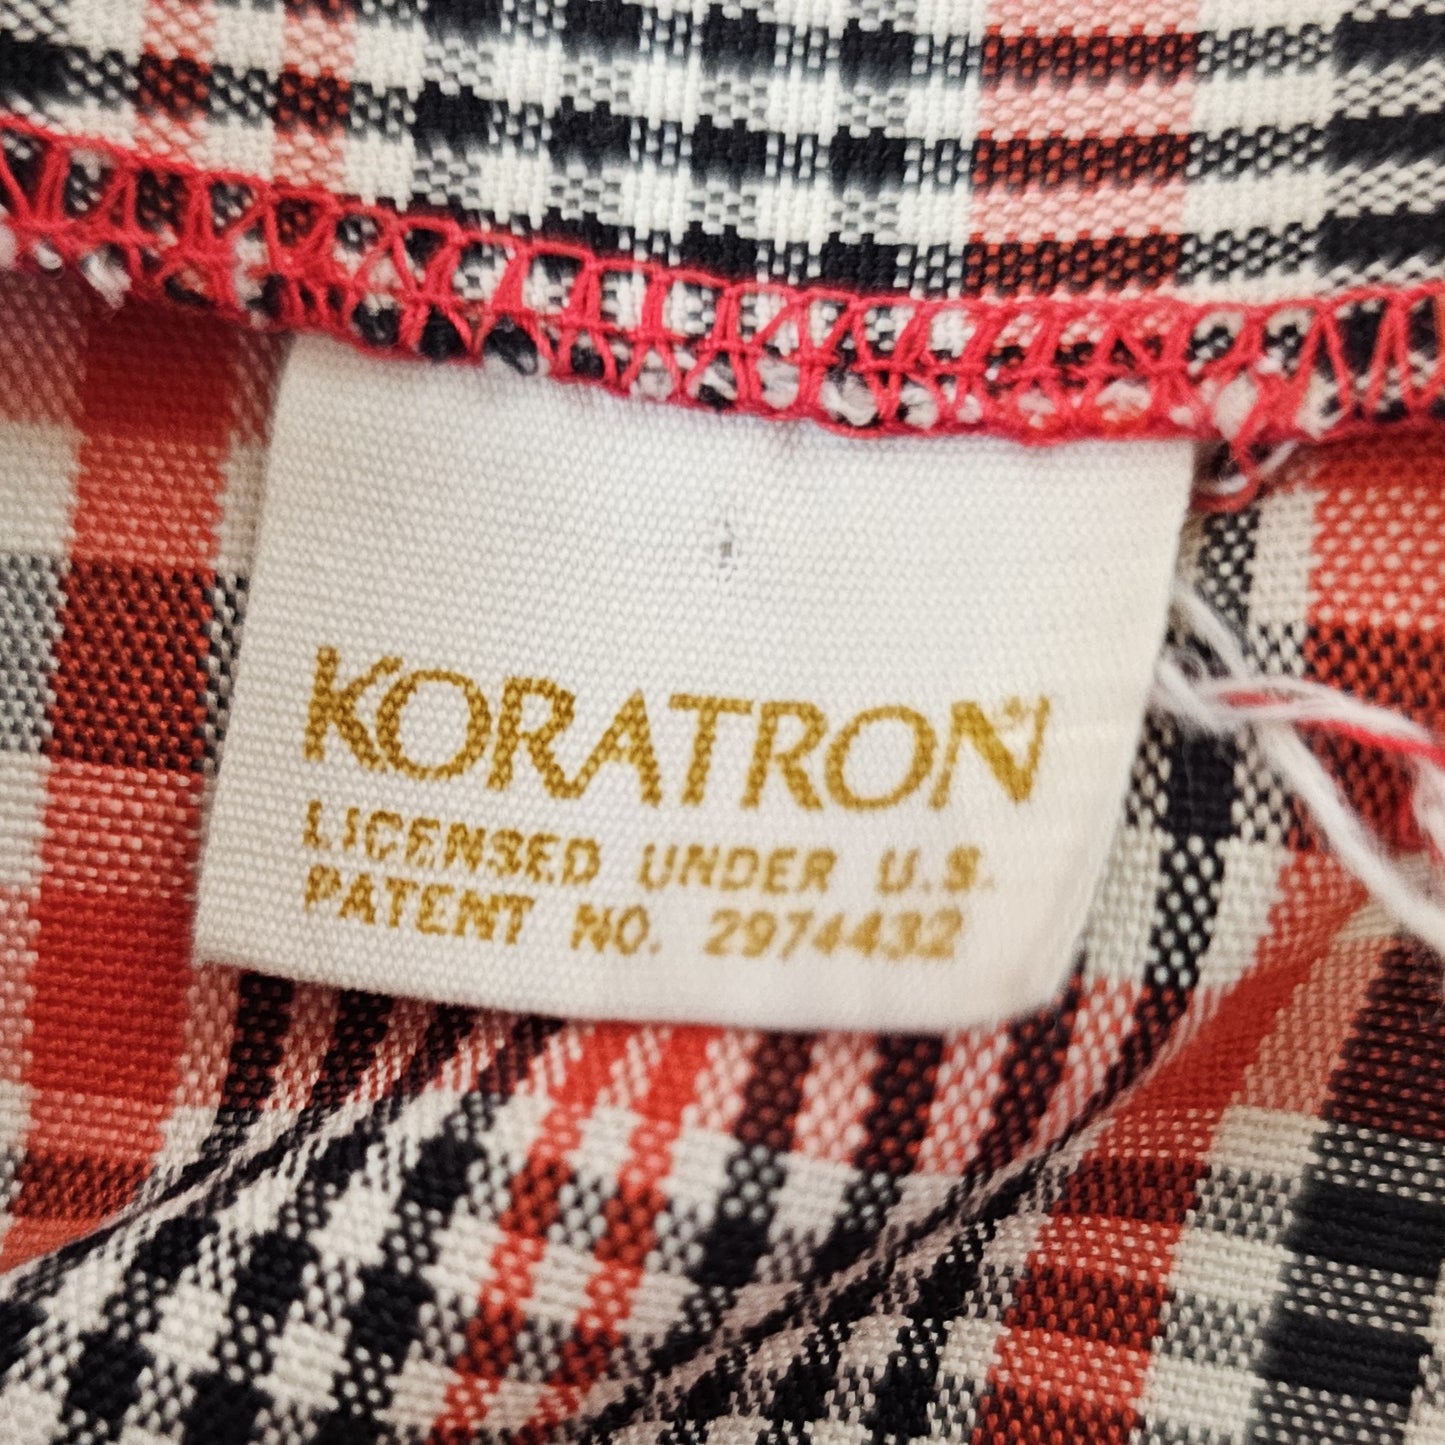 KORATRON®
LICENSED UNDER U.S.
PATENT NO. 2974432